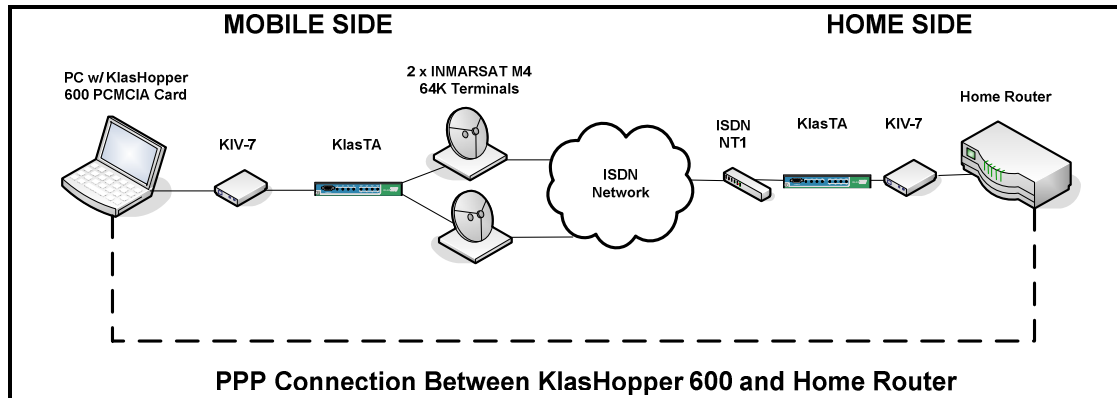 MOBILE SIDE
HOME SIDE
PC w/ KlasHopper
600 PCMCIA Card
KIV-7
KlasTA
2 x INMARSAT M4
64K Terminals
ISDN
Network
ISDN
NT1
KlasTA
KIV-7
Home Router
PPP Connection Between KlasHopper 600 and Home Router